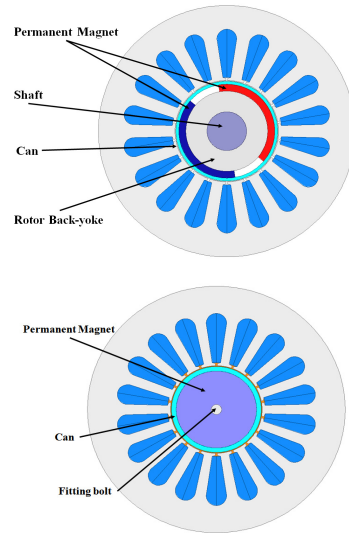 Permanent Magnet
Shaft
Can
Rotor Back-yoke
Permanent Magnet
Can
Fitting bolt